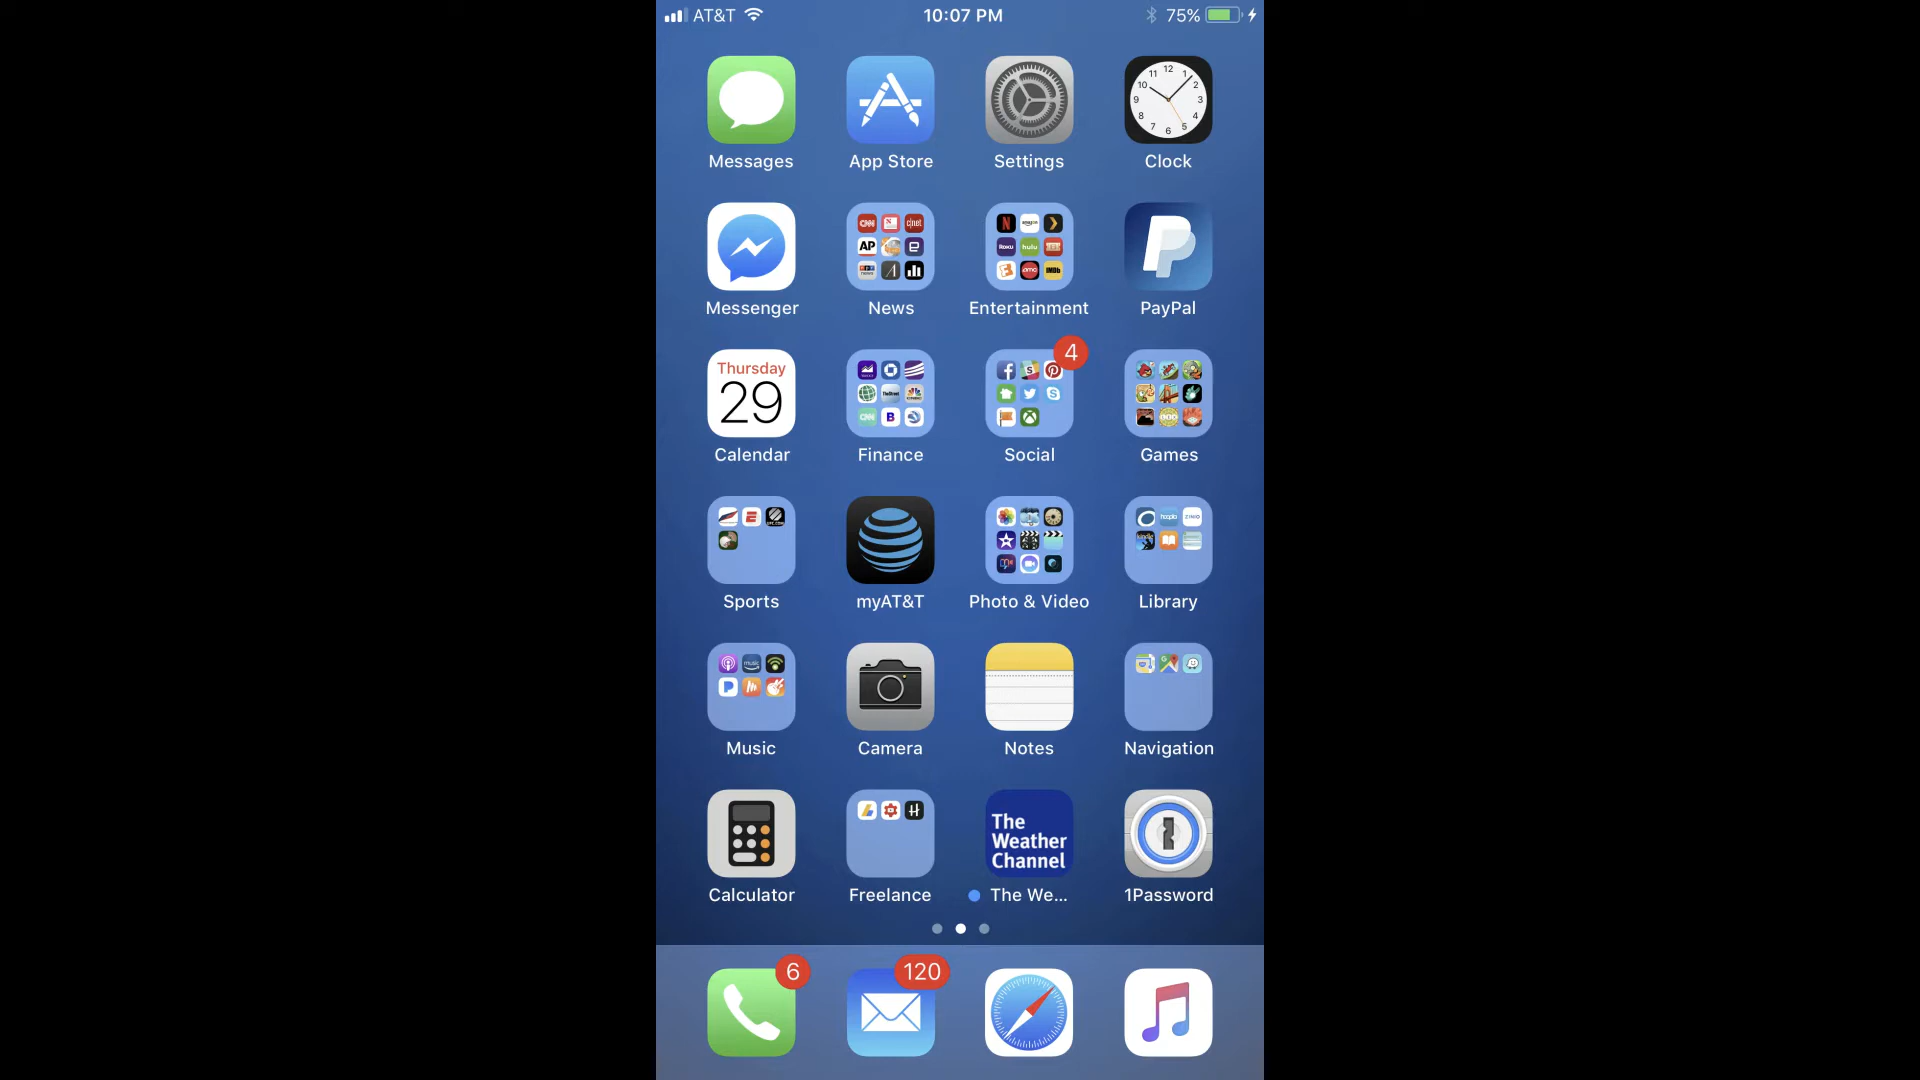 AT&T 10:07 PM 75%
Messages App Store Settings Clock
Messenger News Entertainment PayPal
Thursday
29
4
Calendar Finance Social Games
Sports myAT&T Photo & Video Library
Music Camera Notes Navigation
The
Weather
Channel
Calculator Freelance The We... 1Password
6 120